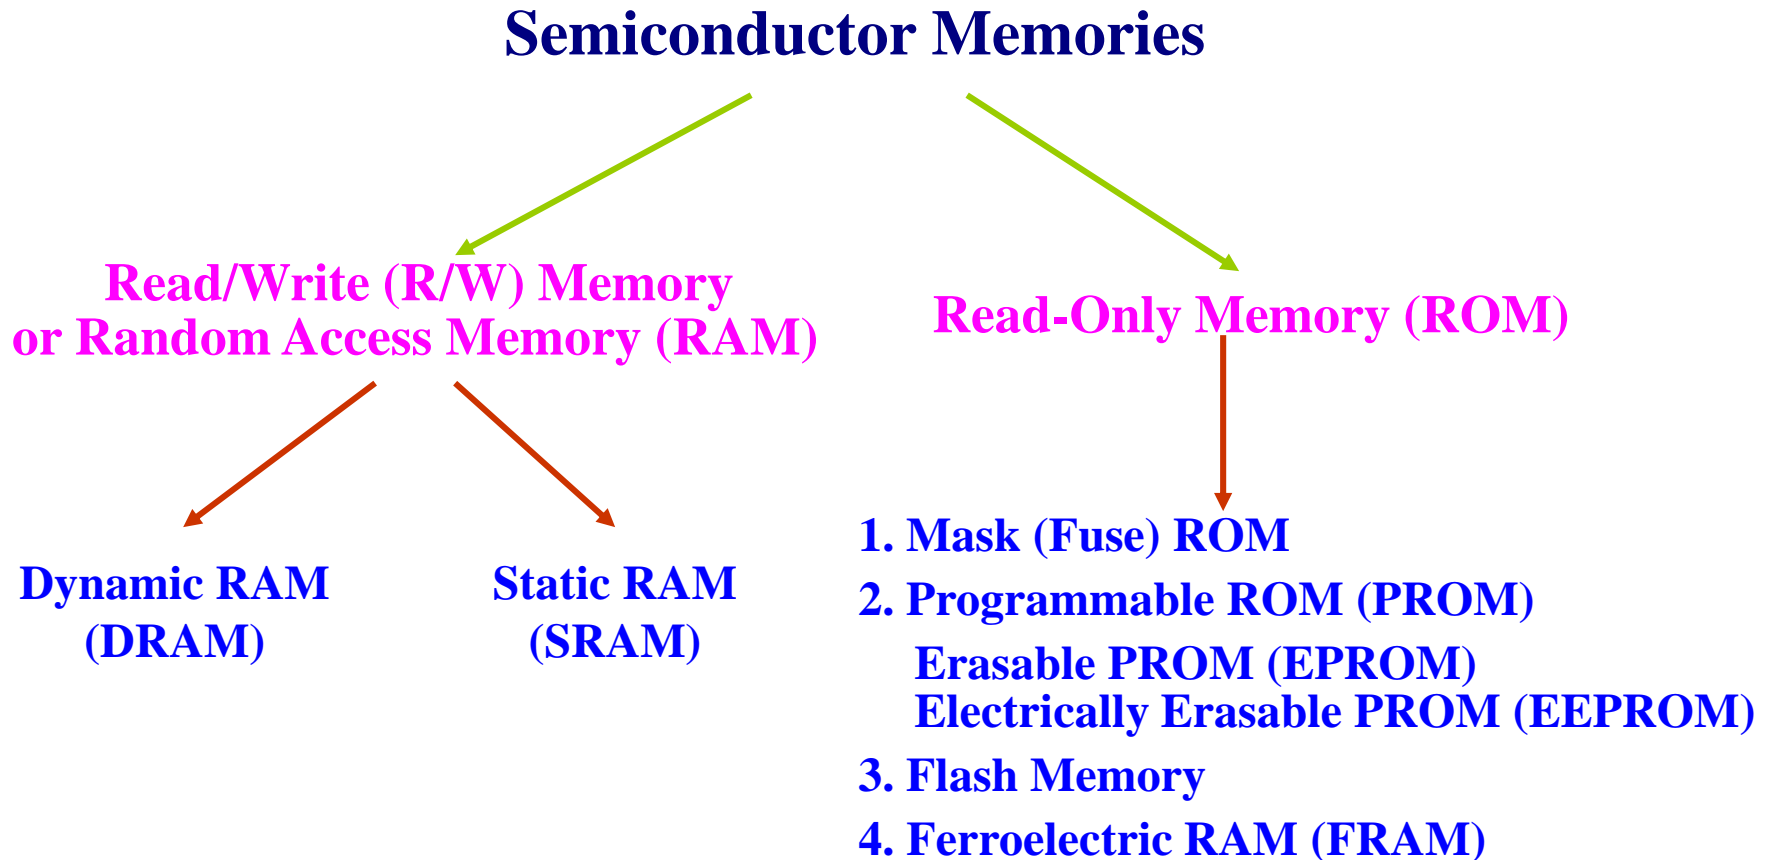 Semiconductor Memories
Read/Write (R/W) Memory
or Random Access Memory (RAM)
Read-Only Memory (ROM)
Dynamic RAM
(DRAM)
Static RAM
(SRAM)
1. Mask (Fuse) ROM
2. Programmable ROM (PROM)
Erasable PROM (EPROM)
Electrically Erasable PROM (EEPROM)
3. Flash Memory
4. Ferroelectric RAM (FRAM)